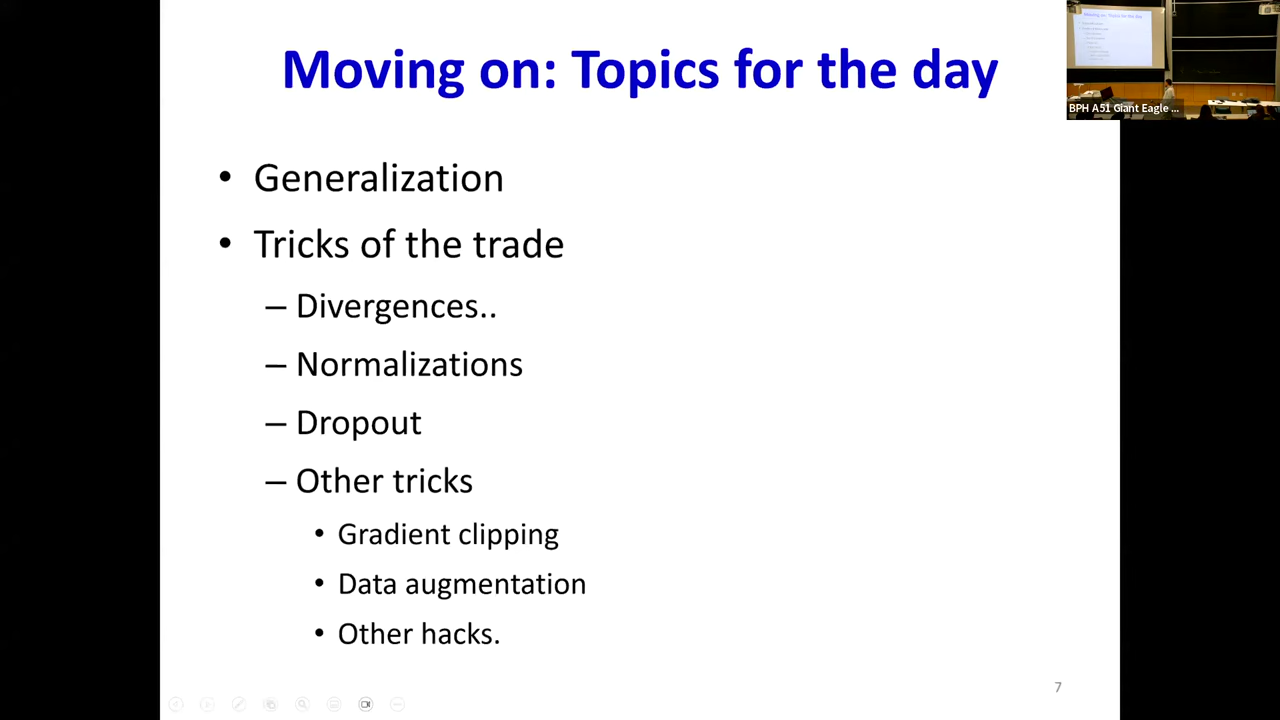 Moving on: Topics for the day
BPH A51 Giant Eagle ...
• Generalization
• Tricks of the trade
– Divergences..
– Normalizations
– Dropout
– Other tricks
• Gradient clipping
• Data augmentation
• Other hacks.
7